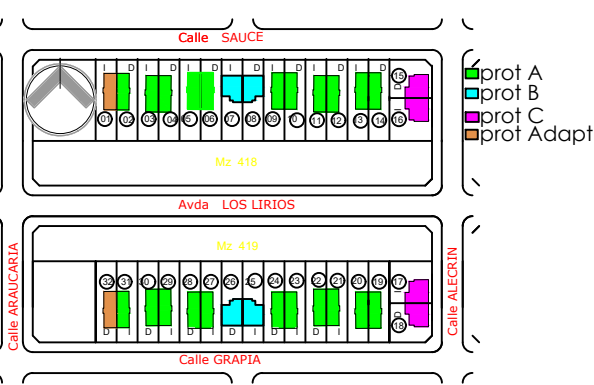 Calle SAUCE
I D I D I D I D I D I D I D
15
D
I
16
01 02 03 04 05 06 07 08 09 10 11 12 13 14
prot A
prot B
prot C
prot Adapt
Mz 418
Avda LOS LIRIOS
Mz 419
Calle ARAUCARIA
Calle ALECRIN
32 31 30 29 28 27 26 25 24 23 22 21 20 19
17
I
D
18
D I D I D I D I D I D I
Calle GRAPIA